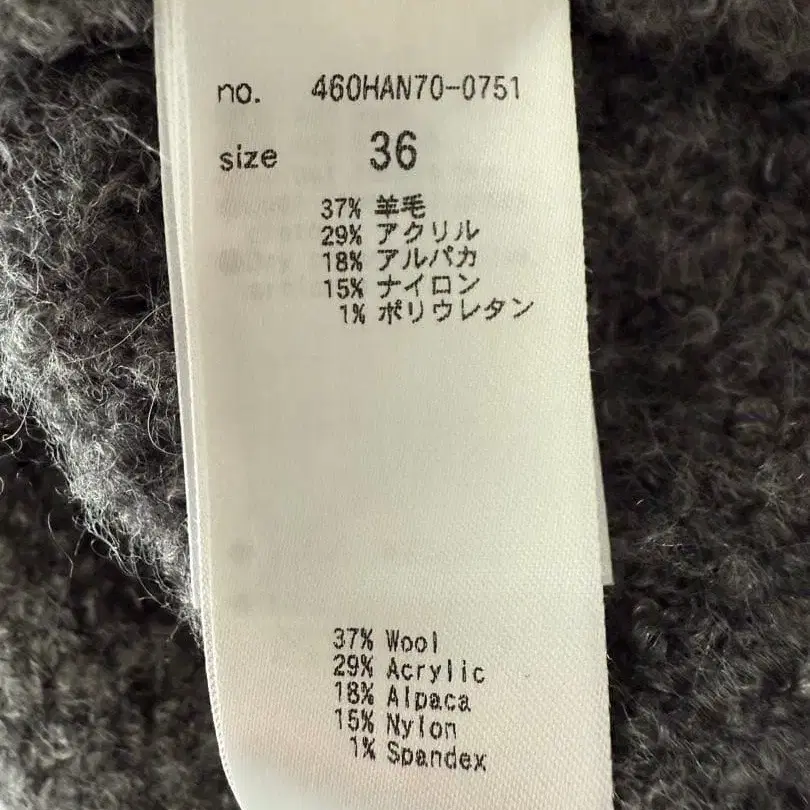 no. 460HAN70-0751
size 36
37% 羊毛
29% アクリル
18% アルパカ
15% ナイロン
1% ポリウレタン
37% Wool
29% Acrylic
18% Alpaca
15% Nylon
1% Spandex